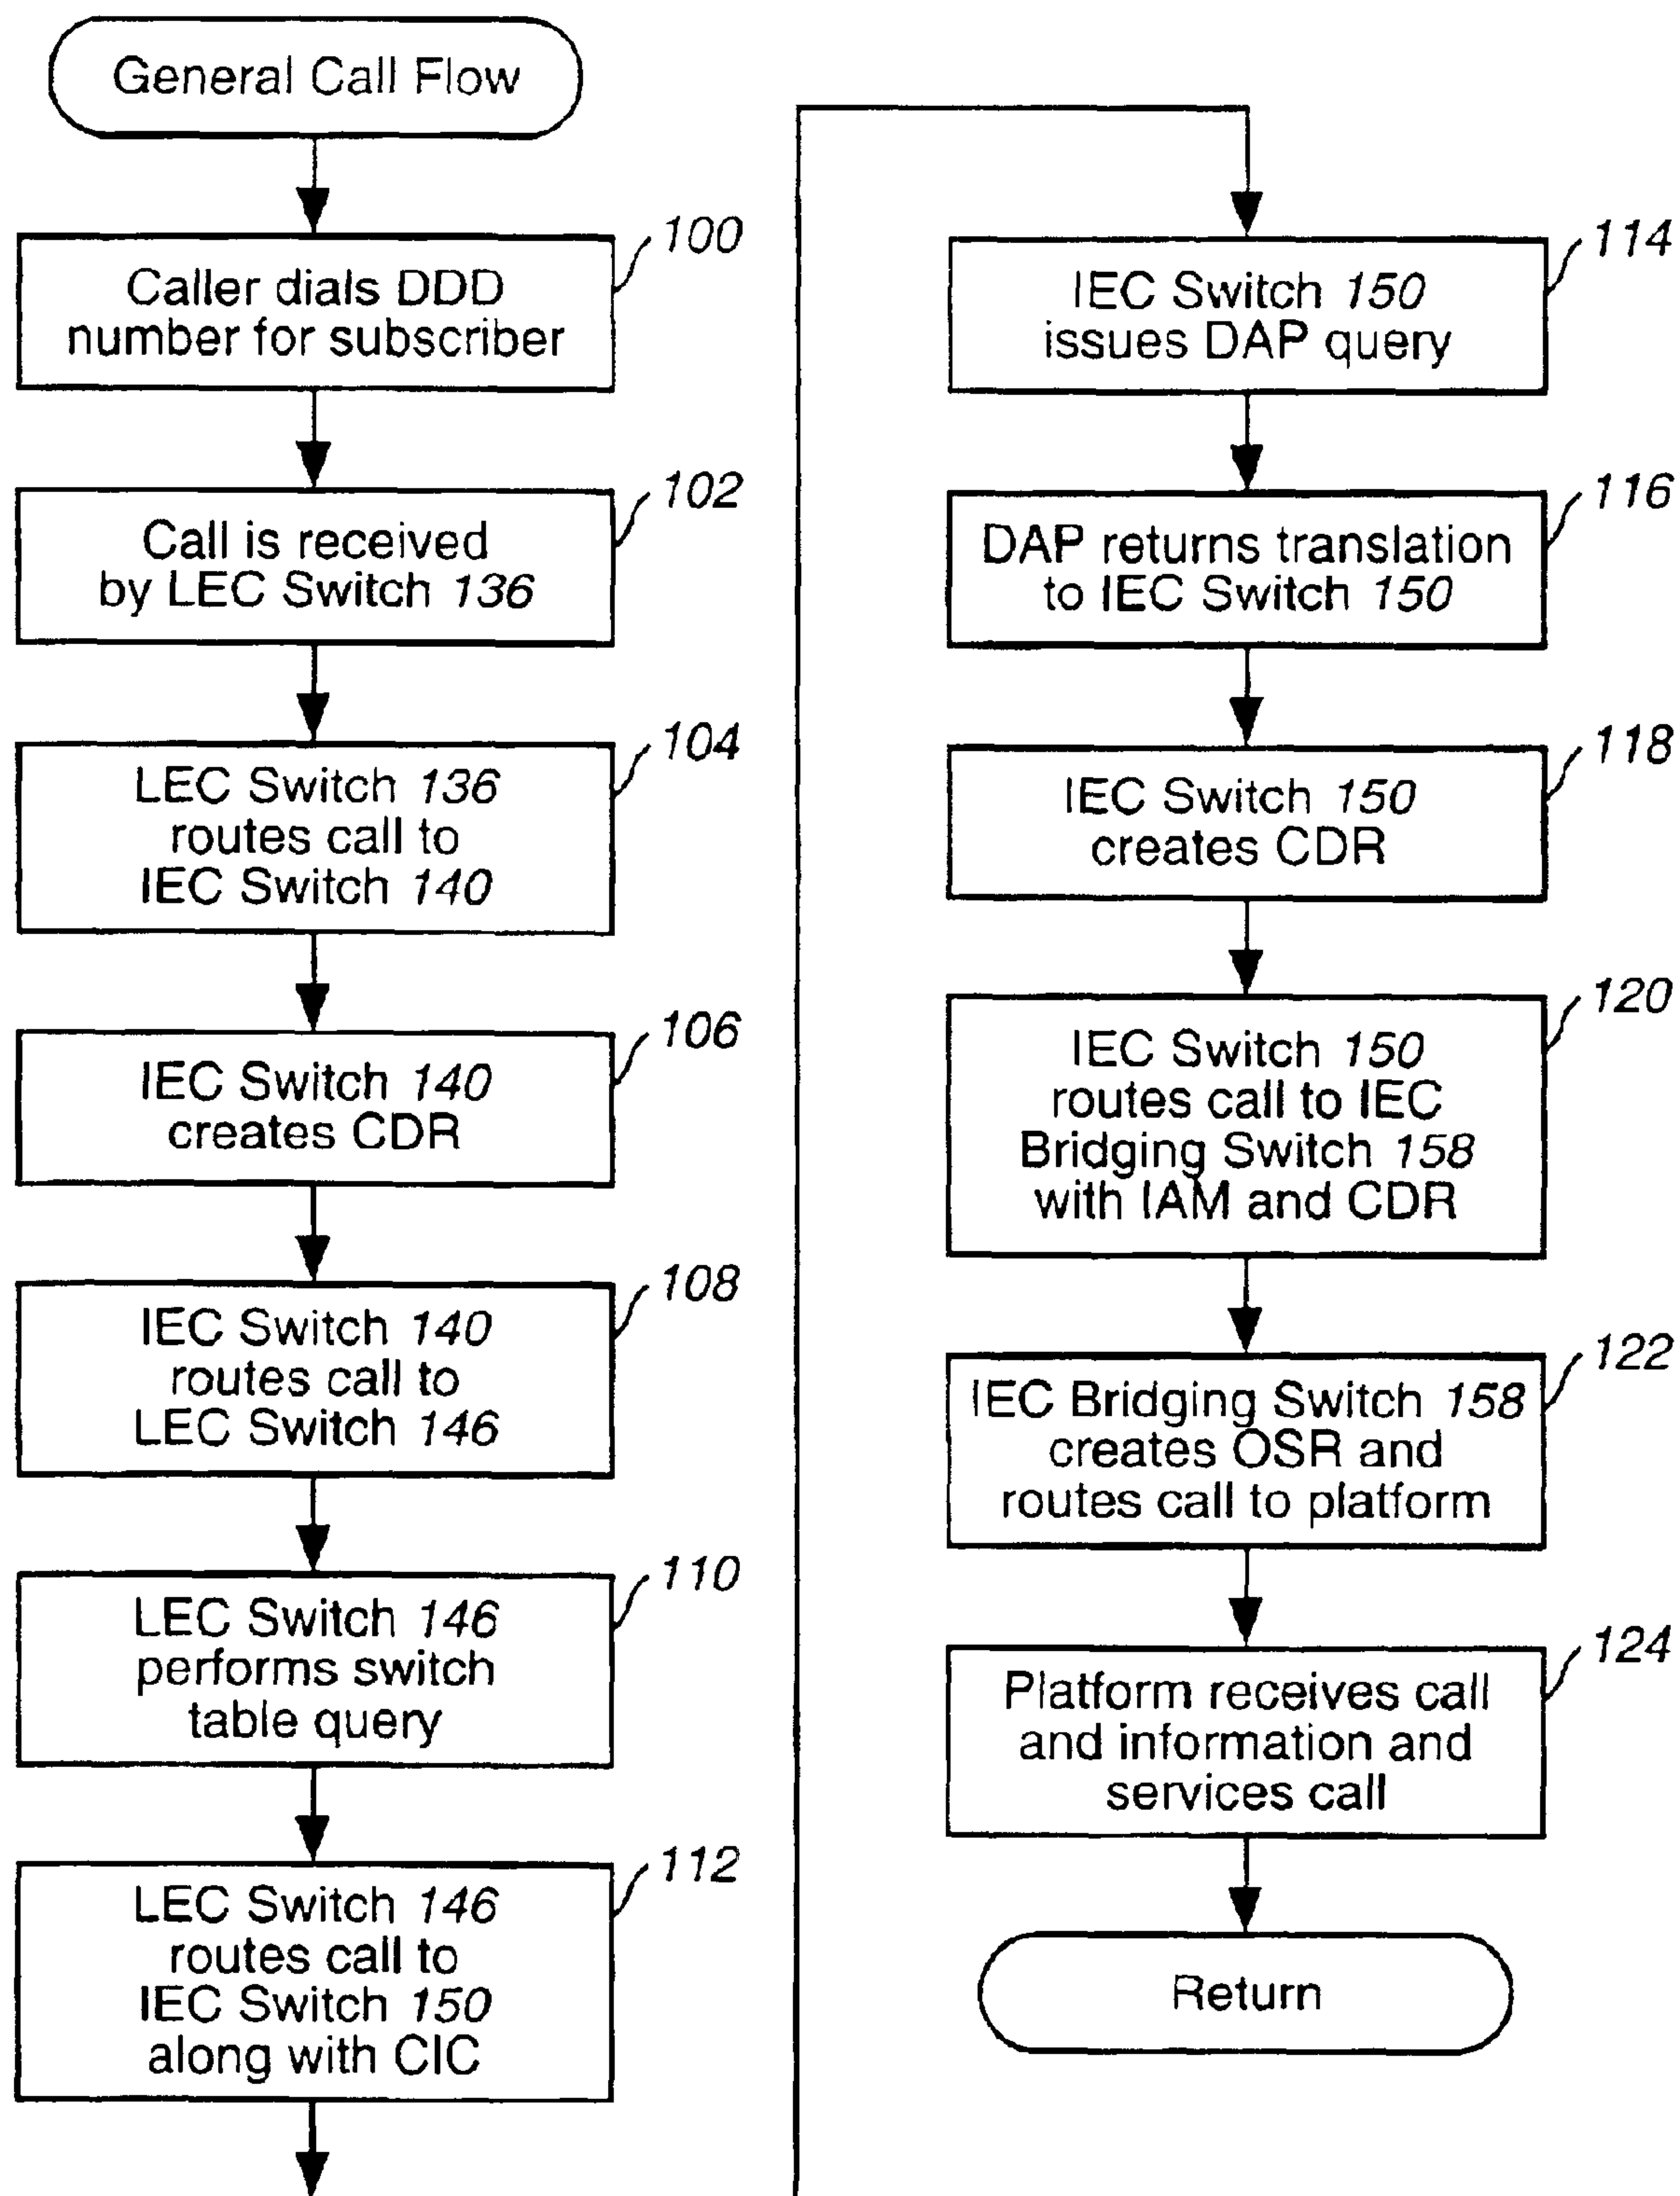 General Call Flow
100
Caller dials DDD
number for subscriber
102
Call is received
by LEC Switch 136
104
LEC Switch 136
routes call to
IEC Switch 140
106
IEC Switch 140
creates CDR
108
IEC Switch 140
routes call to
LEC Switch 146
110
LEC Switch 146
performs switch
table query
112
LEC Switch 146
routes call to
IEC Switch 150
along with CIC
114
IEC Switch 150
issues DAP query
116
DAP returns translation
to IEC Switch 150
118
IEC Switch 150
creates CDR
120
IEC Switch 150
routes call to IEC
Bridging Switch 158
with IAM and CDR
122
IEC Bridging Switch 158
creates OSR and
routes call to platform
124
Platform receives call
and information and
services call
Return